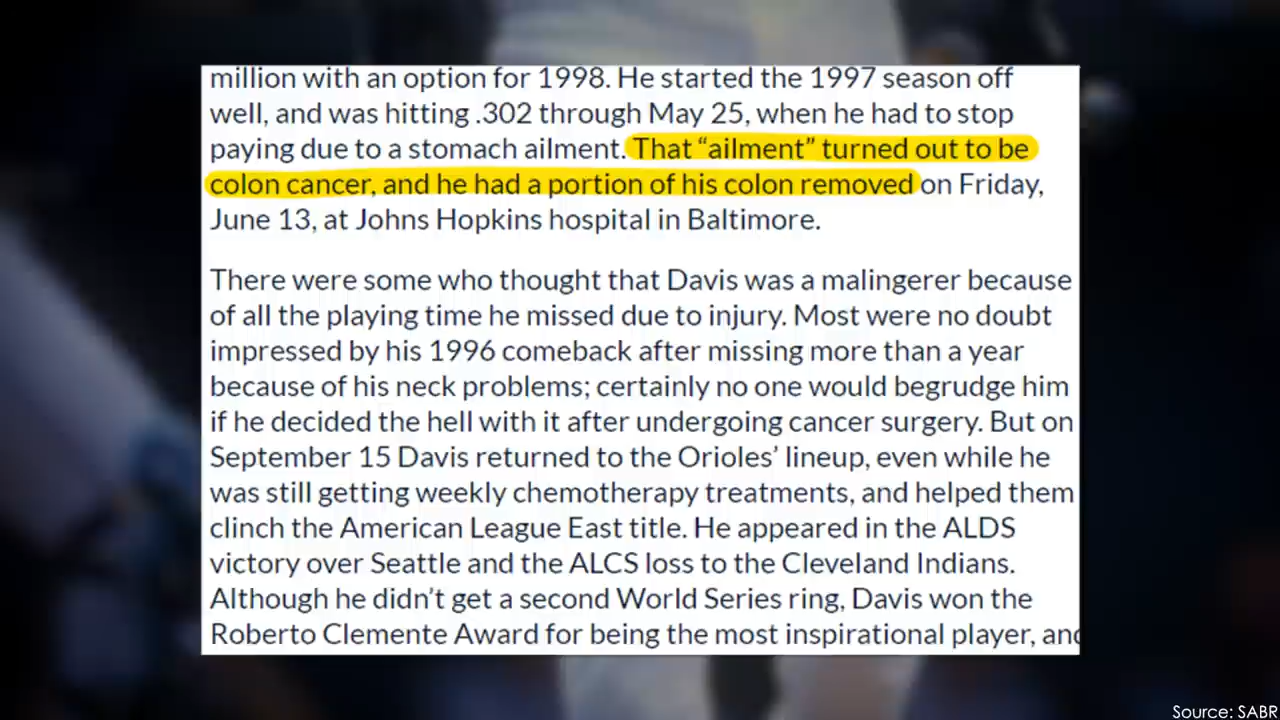 million with an option for 1998. He started the 1997 season off
well, and was hitting .302 through May 25, when he had to stop
paying due to a stomach ailment. That “ailment” turned out to be
colon cancer, and he had a portion of his colon removed on Friday,
June 13, at Johns Hopkins hospital in Baltimore.
There were some who thought that Davis was a malingerer because
of all the playing time he missed due to injury. Most were no doubt
impressed by his 1996 comeback after missing more than a year
because of his neck problems; certainly no one would begrudge him
if he decided the hell with it after undergoing cancer surgery. But on
September 15 Davis returned to the Orioles’ lineup, even while he
was still getting weekly chemotherapy treatments, and helped them
clinch the American League East title. He appeared in the ALDS
victory over Seattle and the ALCS loss to the Cleveland Indians.
Although he didn’t get a second World Series ring, Davis won the
Roberto Clemente Award for being the most inspirational player, and
Source: SABR